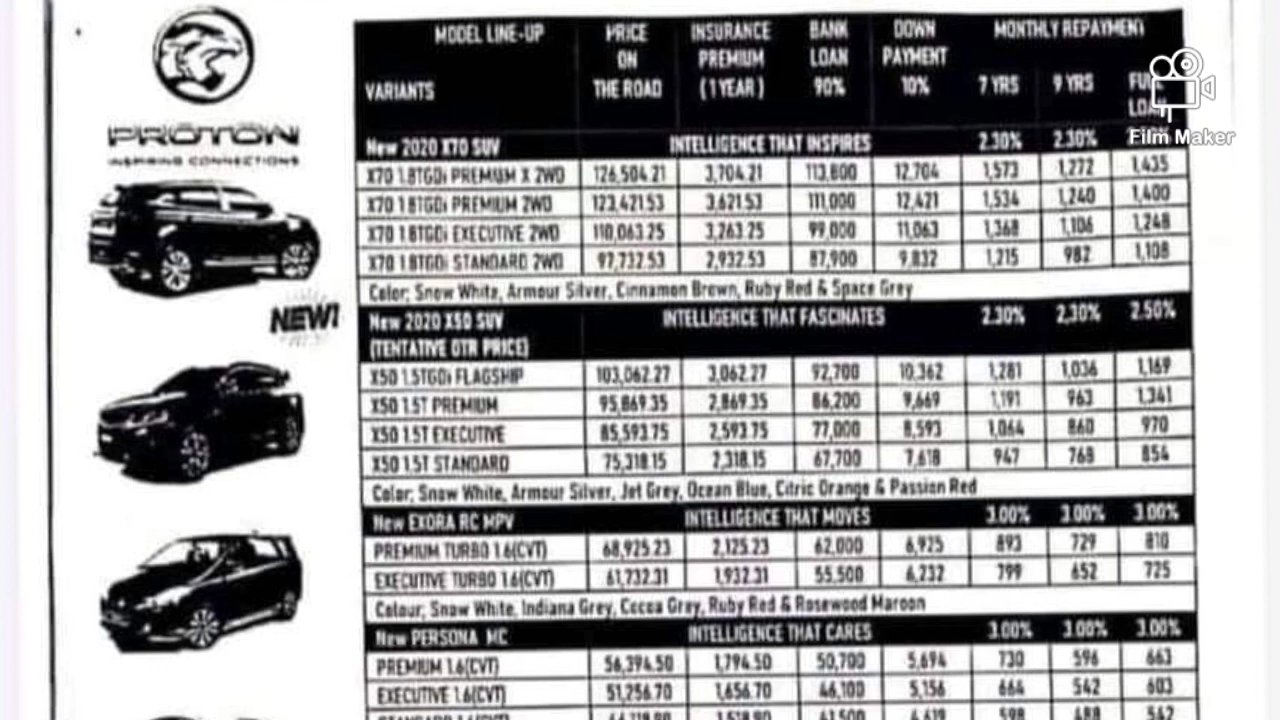 PROTON
INSPIRING CONNECTIONS
NEW!
Film Maker
MODEL LINE-UP PRICE INSURANCE BANK DOWN MONTHLY REPAYMENT
ON PREMIUM LOAN PAYMENT
VARIANTS THE ROAD (1 YEAR) 90% 10% 7 YRS 9 YRS
New 2020 X70 SUV INTELLIGENCE THAT INSPIRES 2.30% 2.30%
X70 1.8TGDi PREMIUM X 2WD 126,504.21 3,704.21 113,800 12,704 1,573 1,272 1,435
X70 1.8TGDi PREMIUM 2WD 123,421.53 3,621.53 111,000 12,421 1,534 1,240 1,400
X70 1.8TGDi EXECUTIVE 2WD 110,063.25 3,263.25 99,000 11,063 1,368 1,106 1,248
X70 1.8TGDi STANDARD 2WD 97,732.53 2,932.53 87,900 9,832 1,215 982 1,108
Color; Snow White, Armour Silver, Cinnamon Brown, Ruby Red & Space Grey
New 2020 X50 SUV INTELLIGENCE THAT FASCINATES 2.30% 2.30% 2.50%
(TENTATIVE OTR PRICE)
X50 1.5TGDi FLAGSHIP 103,062.27 3,062.27 92,700 10,362 1,281 1,036 1,169
X50 1.5T PREMIUM 95,869.35 2,869.35 86,200 9,669 1,191 963 1,341
X50 1.5T EXECUTIVE 85,593.75 2,593.75 77,000 8,593 1,064 860 970
X50 1.5T STANDARD 75,318.15 2,318.15 67,700 7,618 947 768 854
Color; Snow White, Armour Silver, Jet Grey, Ocean Blue, Citric Orange & Passion Red
New EXORA RC MPV INTELLIGENCE THAT MOVES 3.00% 3.00% 3.00%
PREMIUM TURBO 1.6(CVT) 68,925.23 2,125.23 62,000 6,925 893 729 810
EXECUTIVE TURBO 1.6(CVT) 61,732.31 1,932.31 55,500 6,232 799 652 725
Colour; Snow White, Indiana Grey, Cocoa Grey, Ruby Red & Rosewood Maroon
New PERSONA MC INTELLIGENCE THAT CARES 3.00% 3.00% 3.00%
PREMIUM 1.6(CVT) 56,394.50 1,794.50 50,700 5,694 730 596 663
EXECUTIVE 1.6(CVT) 51,256.70 1,656.70 46,100 5,156 664 542 603